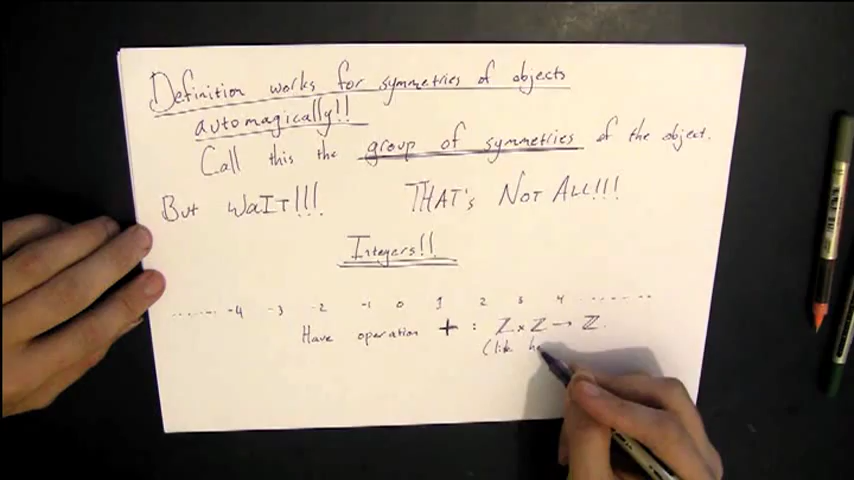 Definition works for symmetries of objects
automagically!!
Call this the group of symmetries of the object.
But WaIT!!! THAT's NOT ALL!!!
Integers!!
...... -4 -3 -2 -1 0 1 2 3 4 .......
Have operation + : ℤ × ℤ → ℤ.
(like